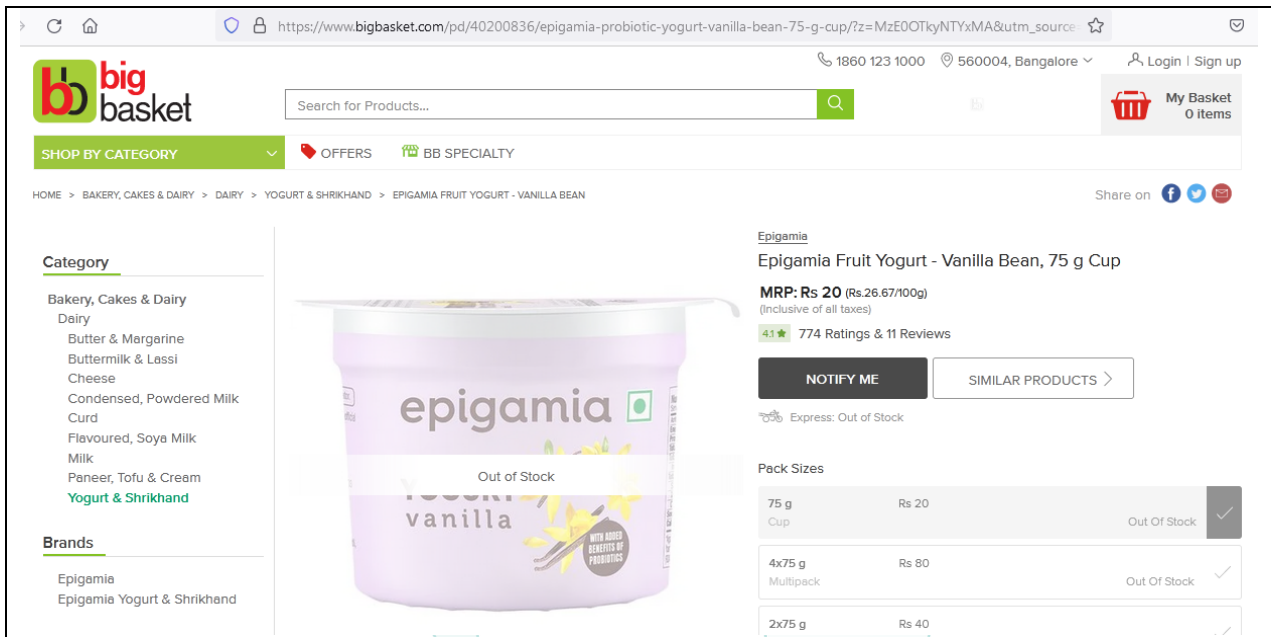 https://www.bigbasket.com/pd/40200836/epigamia-probiotic-yogurt-vanilla-bean-75-g-cup/?z=MzE0OTkyNTYxMA&utm_source
1860 123 1000 560004, Bangalore Login | Sign up
bb big
basket
Search for Products...
My Basket
0 items
SHOP BY CATEGORY OFFERS BB SPECIALTY
HOME > BAKERY, CAKES & DAIRY > DAIRY > YOGURT & SHRIKHAND > EPIGAMIA FRUIT YOGURT - VANILLA BEAN
Share on
Category
Bakery, Cakes & Dairy
Dairy
Butter & Margarine
Buttermilk & Lassi
Cheese
Condensed, Powdered Milk
Curd
Flavoured, Soya Milk
Milk
Paneer, Tofu & Cream
Yogurt & Shrikhand
Brands
Epigamia
Epigamia Yogurt & Shrikhand
epigamia
Out of Stock
vanilla
WITH ADDED
BENEFITS OF
PROBIOTICS
Epigamia
Epigamia Fruit Yogurt - Vanilla Bean, 75 g Cup
MRP: Rs 20 (Rs.26.67/100g)
(Inclusive of all taxes)
4.1 ★ 774 Ratings & 11 Reviews
NOTIFY ME
SIMILAR PRODUCTS >
Express: Out of Stock
Pack Sizes
75 g Rs 20
Cup Out Of Stock
4x75 g Rs 80
Multipack Out Of Stock
2x75 g Rs 40